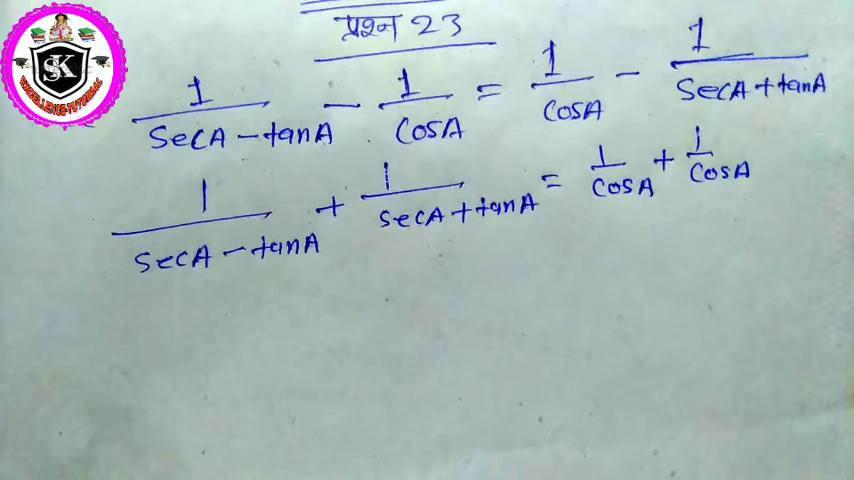 प्रश्न 23
1/(SecA - tanA) - 1/CosA = 1/CosA - 1/(SecA + tanA)
1/(SecA - tanA) + 1/(SecA + tanA) = 1/CosA + 1/CosA
SK